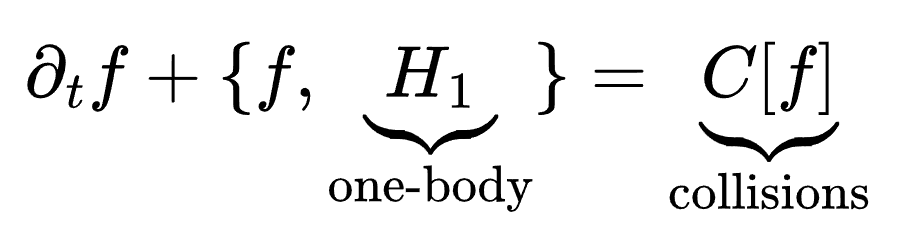 ∂ₜf + {f, H₁} = C[f]
one-body
collisions